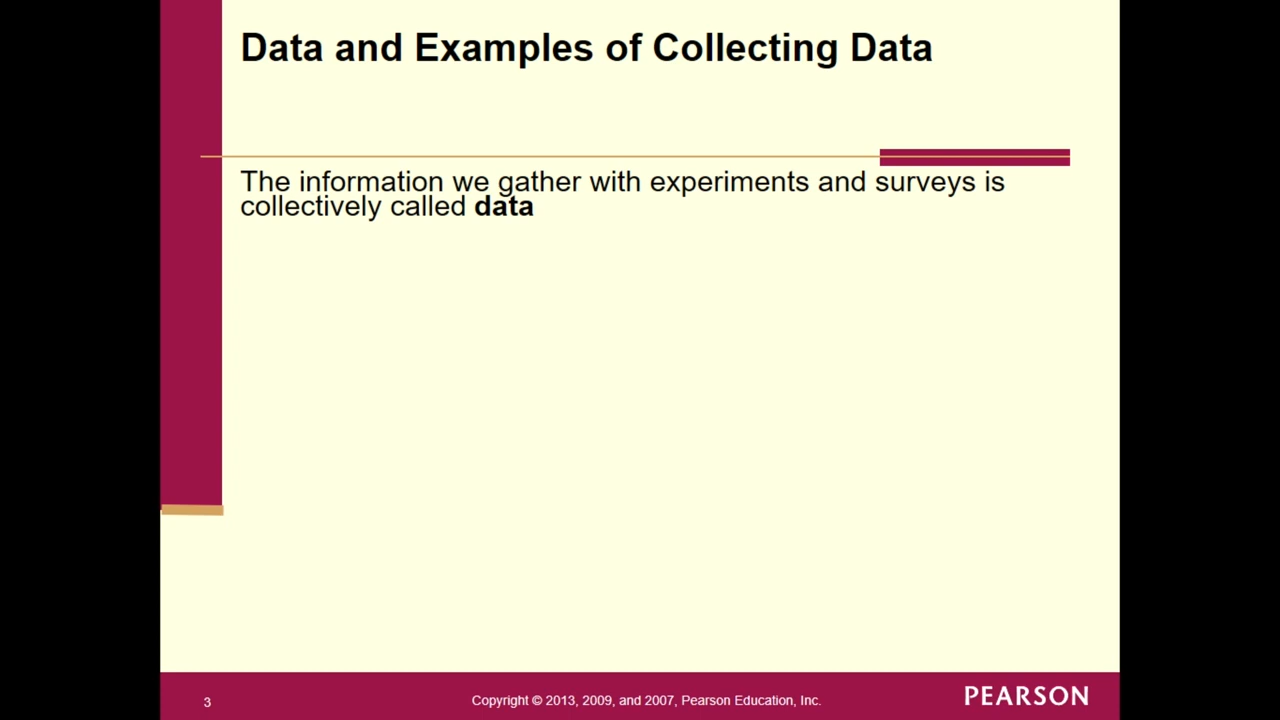 Data and Examples of Collecting Data
The information we gather with experiments and surveys is
collectively called data
3
Copyright © 2013, 2009, and 2007, Pearson Education, Inc.
PEARSON